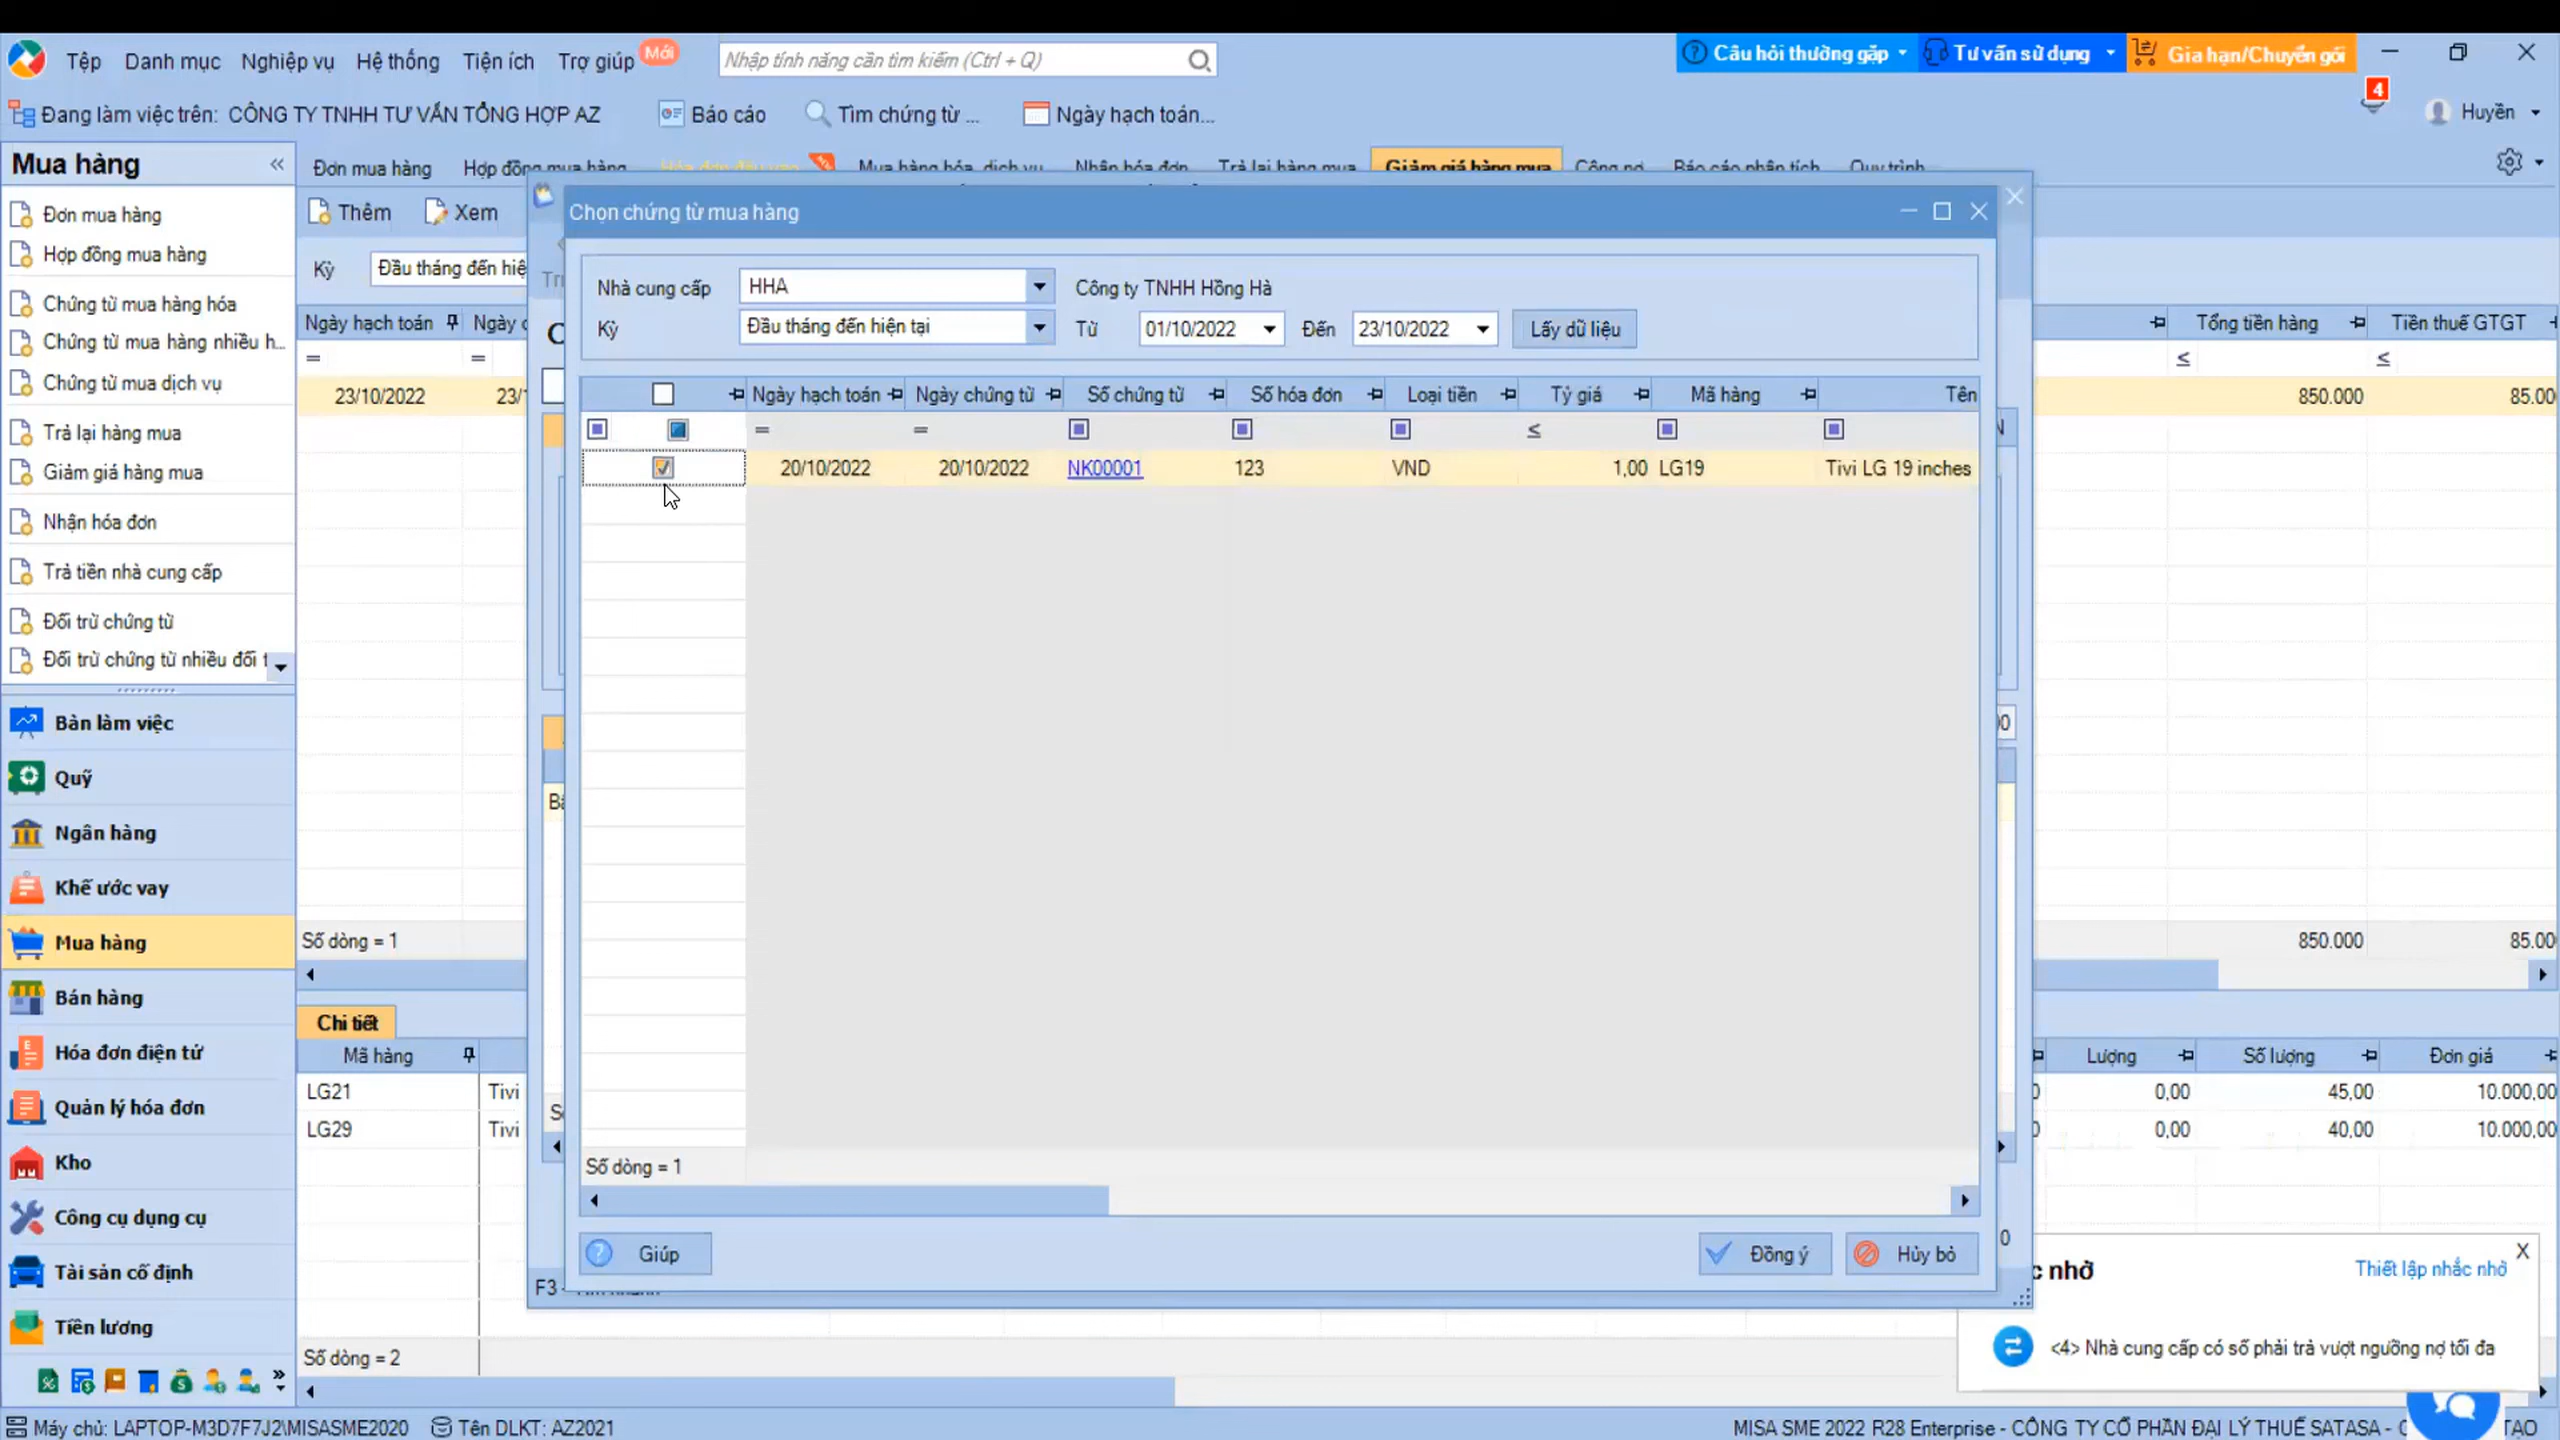 Tệp Danh mục Nghiệp vụ Hệ thống Tiện ích Trợ giúp Mới Nhập tính năng cần tìm kiếm (Ctrl + Q) Câu hỏi thường gặp Tư vấn sử dụng Gia hạn/Chuyển gói
4
Đang làm việc trên: CÔNG TY TNHH TƯ VẤN TỔNG HỢP AZ Báo cáo Tìm chứng từ ... Ngày hạch toán... Huyền
Mua hàng « Đơn mua hàng Hợp đồng mua hàng Hóa đơn đầu vào Mua hàng hóa, dịch vụ Nhận hóa đơn Trả lại hàng mua Giảm giá hàng mua Công nợ Báo cáo phân tích Quy trình
Thêm Xem
Kỳ Đầu tháng đến hiệ
Chọn chứng từ mua hàng
Nhà cung cấp HHA Công ty TNHH Hồng Hà
Kỳ Đầu tháng đến hiện tại Từ 01/10/2022 Đến 23/10/2022 Lấy dữ liệu
Ngày hạch toán Ngày chứng từ Số chứng từ Số hóa đơn Loại tiền Tỷ giá Mã hàng Tên
= = ≤
20/10/2022 20/10/2022 NK00001 123 VND 1,00 LG19 Tivi LG 19 inches
Số dòng = 1
Giúp Đồng ý Hủy bỏ
F3 -
Đơn mua hàng
Hợp đồng mua hàng
Chứng từ mua hàng hóa
Chứng từ mua hàng nhiều h...
Chứng từ mua dịch vụ
Trả lại hàng mua
Giảm giá hàng mua
Nhận hóa đơn
Trả tiền nhà cung cấp
Đối trừ chứng từ
Đối trừ chứng từ nhiều đối t
Bàn làm việc
Quỹ
Ngân hàng
Khế ước vay
Mua hàng
Bán hàng
Hóa đơn điện tử
Quản lý hóa đơn
Kho
Công cụ dụng cụ
Tài sản cố định
Tiền lương
Ngày hạch toán Ngày c Tổng tiền hàng Tiền thuế GTGT
= = ≤ ≤
23/10/2022 23/1 850.000 85.00
Số dòng = 1 850.000 85.00
Chi tiết
Mã hàng Lượng Số lượng Đơn giá
LG21 Tivi 0,00 45,00 10.000,00
LG29 Tivi 0,00 40,00 10.000,00
Số dòng = 2
c nhở Thiết lập nhắc nhở X
<4> Nhà cung cấp có số phải trả vượt ngưỡng nợ tối đa
Máy chủ: LAPTOP-M3D7F7J2\MISASME2020 Tên DLKT: AZ2021 MISA SME 2022 R28 Enterprise - CÔNG TY CỔ PHẦN ĐẠI LÝ THUẾ SATASA - TẠO